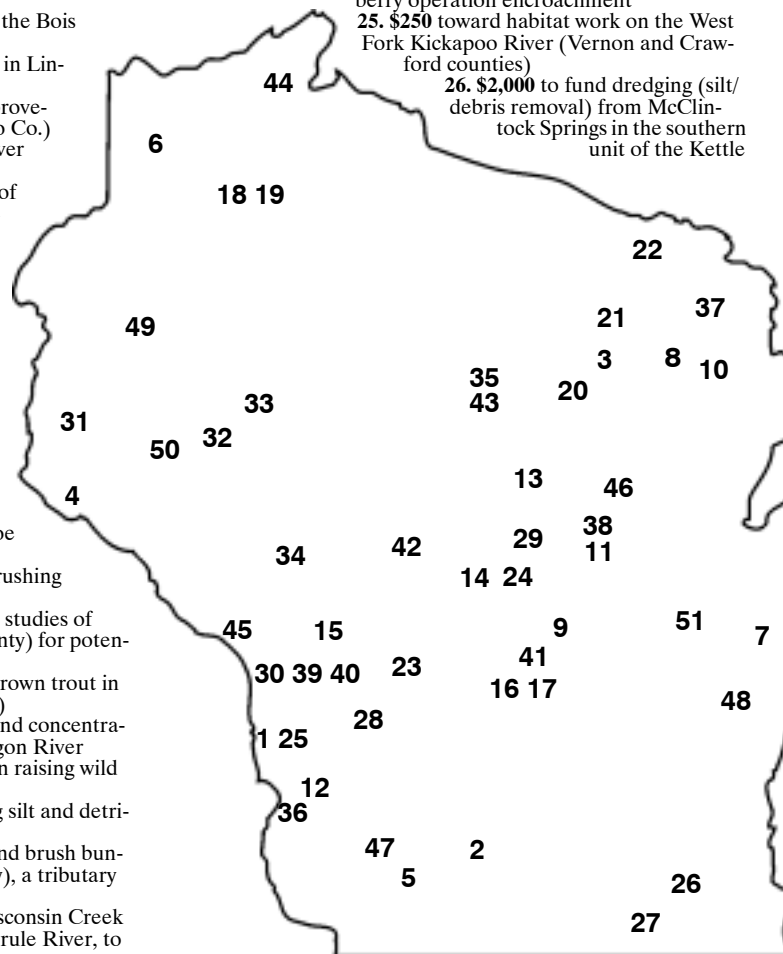 berry operation encroachment
25. $250 toward habitat work on the West
Fork Kickapoo River (Vernon and Craw-
ford counties)
26. $2,000 to fund dredging (silt/
debris removal) from McClin-
tock Springs in the southern
unit of the Kettle
the Bois
in Lin-
rove-
o Co.)
ver
of
pe
rushing
studies of
nty) for poten-
rown trout in
)
nd concentra-
gon River
n raising wild
g silt and detri-
nd brush bun-
y), a tributary
sconsin Creek
rule River, to
44
6
18 19
22
37
21
49
3 8 10
35 20
43
33
31
32
50
13
46
4
38
29
11
42
34
14 24
45 15
9
51
7
41
23
30 39 40
16 17
48
28
1 25
12
36
47 2
5
26
27